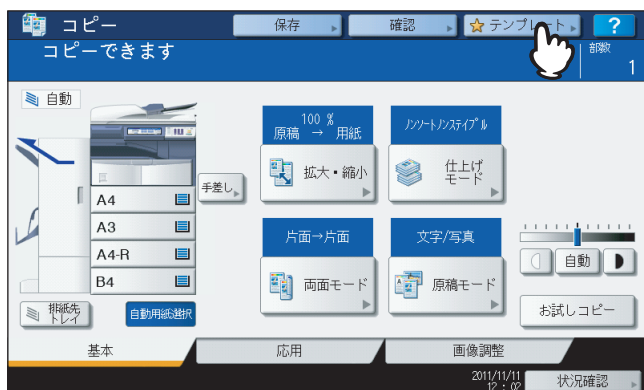 コピー
保存
確認
テンプレート
?
コピーできます
部数
1
自動
100 %
原稿 → 用紙
ﾉﾝｿｰﾄﾉﾝｽﾃｲﾌﾟﾙ
拡大・縮小
仕上げ
モード
手差し
A4
A3
A4-R
B4
片面→片面
文字/写真
両面モード
原稿モード
自動
排紙先
トレイ
自動用紙選択
お試しコピー
基本
応用
画像調整
2011/11/11
12：02
状況確認